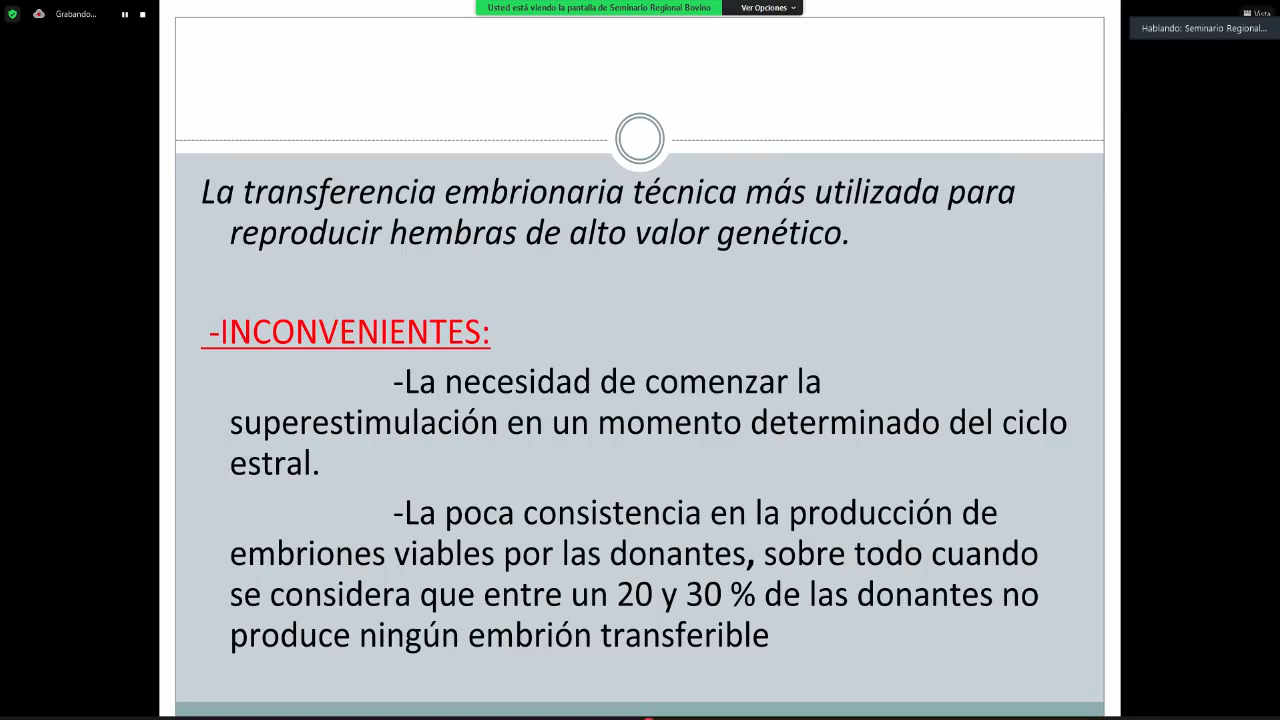 Grabando...
Usted está viendo la pantalla de Seminario Regional Bovino
Ver Opciones
Vista
Hablando: Seminario Regional...
La transferencia embrionaria técnica más utilizada para
reproducir hembras de alto valor genético.
-INCONVENIENTES:
-La necesidad de comenzar la
superestimulación en un momento determinado del ciclo
estral.
-La poca consistencia en la producción de
embriones viables por las donantes, sobre todo cuando
se considera que entre un 20 y 30 % de las donantes no
produce ningún embrión transferible